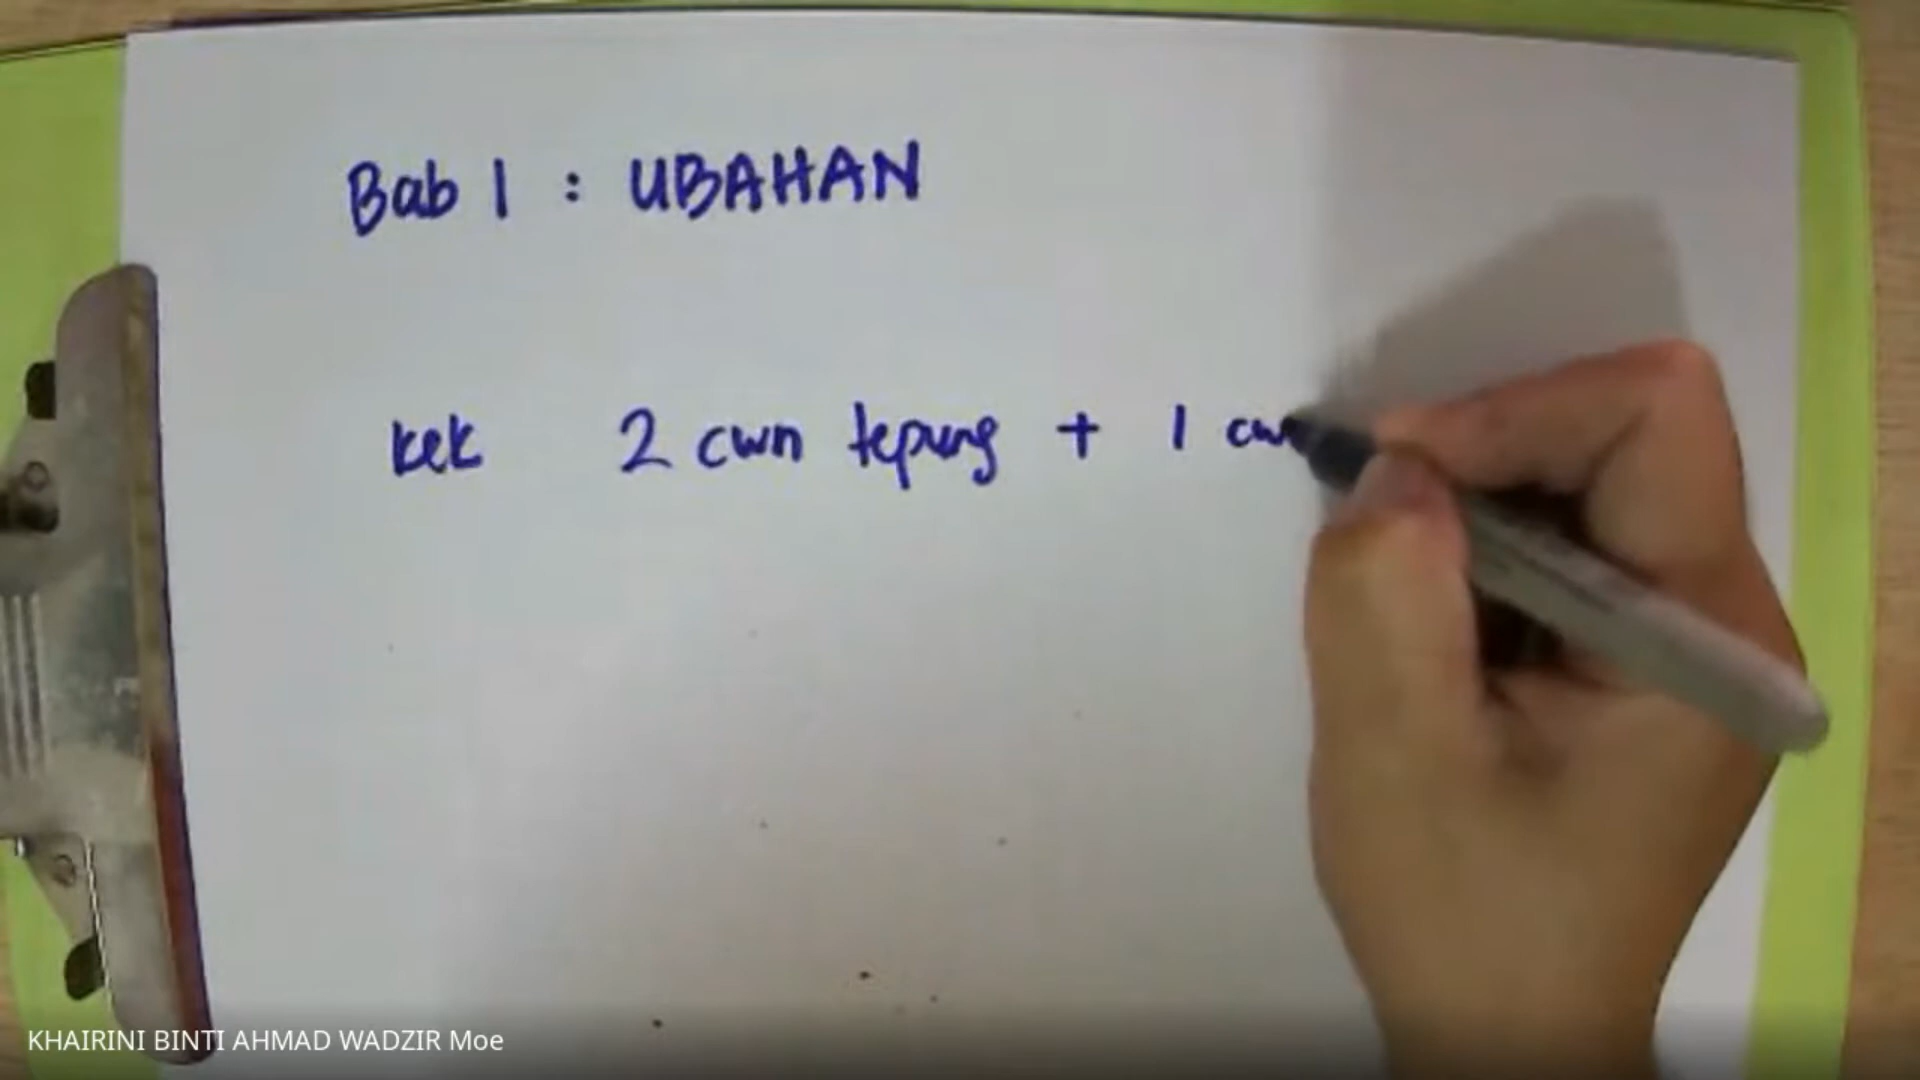 Bab 1 : UBAHAN
kek 2 cwn tepung + 1
KHAIRINI BINTI AHMAD WADZIR Moe